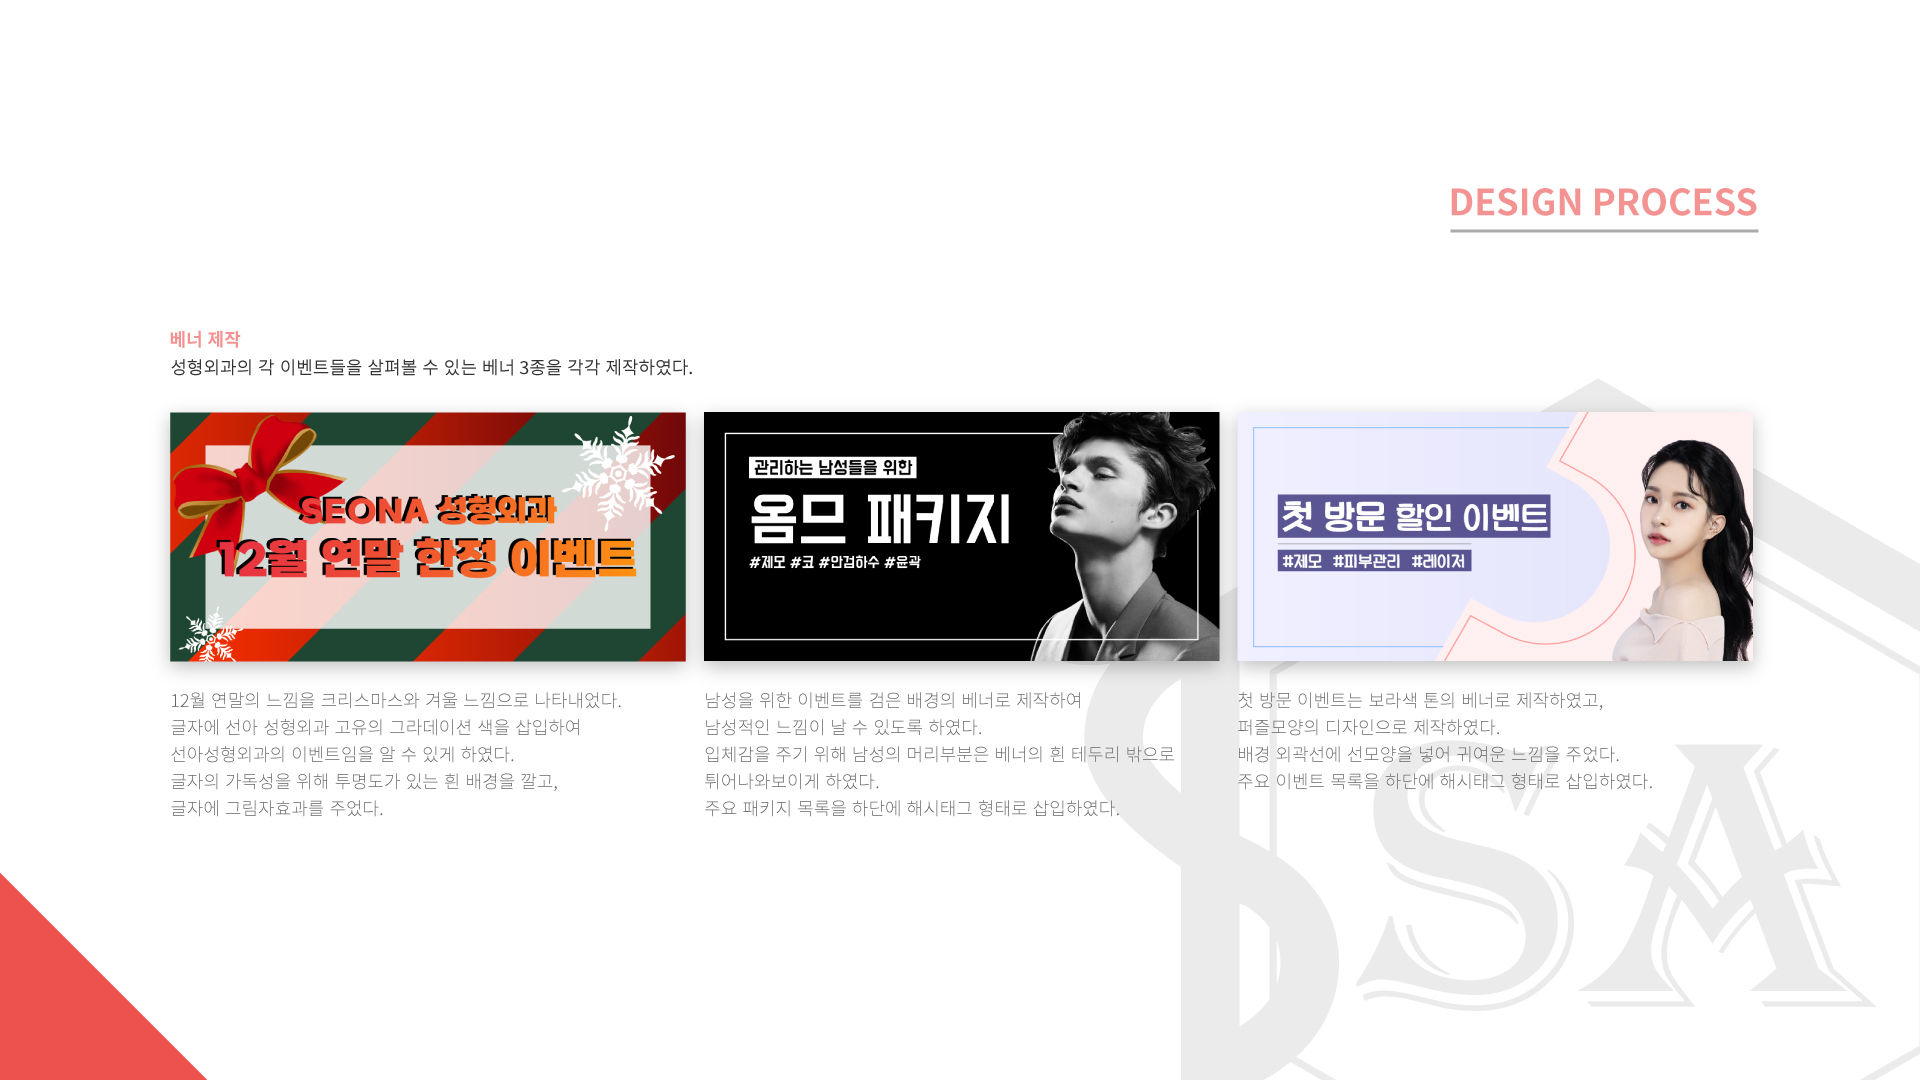 DESIGN PROCESS
베너 제작
성형외과의 각 이벤트들을 살펴볼 수 있는 베너 3종을 각각 제작하였다.
SEONA 성형외과
12월 연말 한정 이벤트
12월 연말의 느낌을 크리스마스와 겨울 느낌으로 나타내었다.
글자에 선아 성형외과 고유의 그라데이션 색을 삽입하여
선아성형외과의 이벤트임을 알 수 있게 하였다.
글자의 가독성을 위해 투명도가 있는 흰 배경을 깔고,
글자에 그림자효과를 주었다.
관리하는 남성들을 위한
옴므 패키지
#제모 #코 #안검하수 #윤곽
남성을 위한 이벤트를 검은 배경의 베너로 제작하여
남성적인 느낌이 날 수 있도록 하였다.
입체감을 주기 위해 남성의 머리부분은 베너의 흰 테두리 밖으로
튀어나와보이게 하였다.
주요 패키지 목록을 하단에 해시태그 형태로 삽입하였다.
첫 방문 할인 이벤트
#제모 #피부관리 #레이저
첫 방문 이벤트는 보라색 톤의 베너로 제작하였고,
퍼즐모양의 디자인으로 제작하였다.
배경 외곽선에 선모양을 넣어 귀여운 느낌을 주었다.
주요 이벤트 목록을 하단에 해시태그 형태로 삽입하였다.
SA